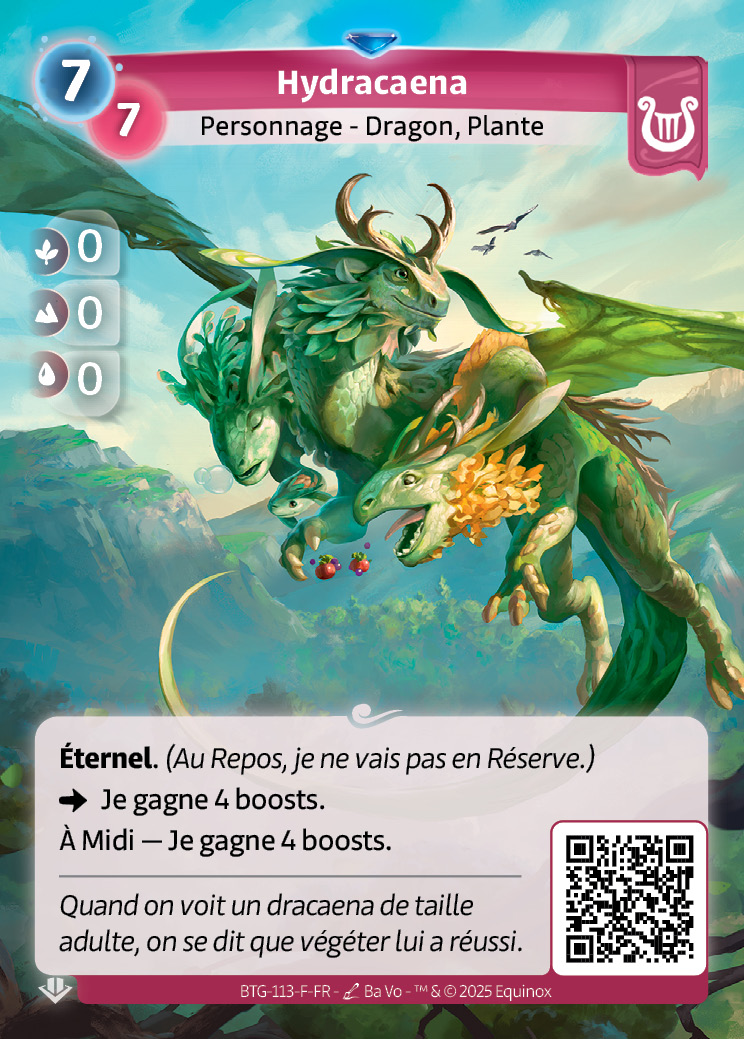 7
7
Hydracaena
Personnage - Dragon, Plante
0
0
0
Éternel. (Au Repos, je ne vais pas en Réserve.)
Je gagne 4 boosts.
À Midi — Je gagne 4 boosts.
Quand on voit un dracaena de taille
adulte, on se dit que végéter lui a réussi.
BTG-113-F-FR - Ba Vo - ™ & © 2025 Equinox